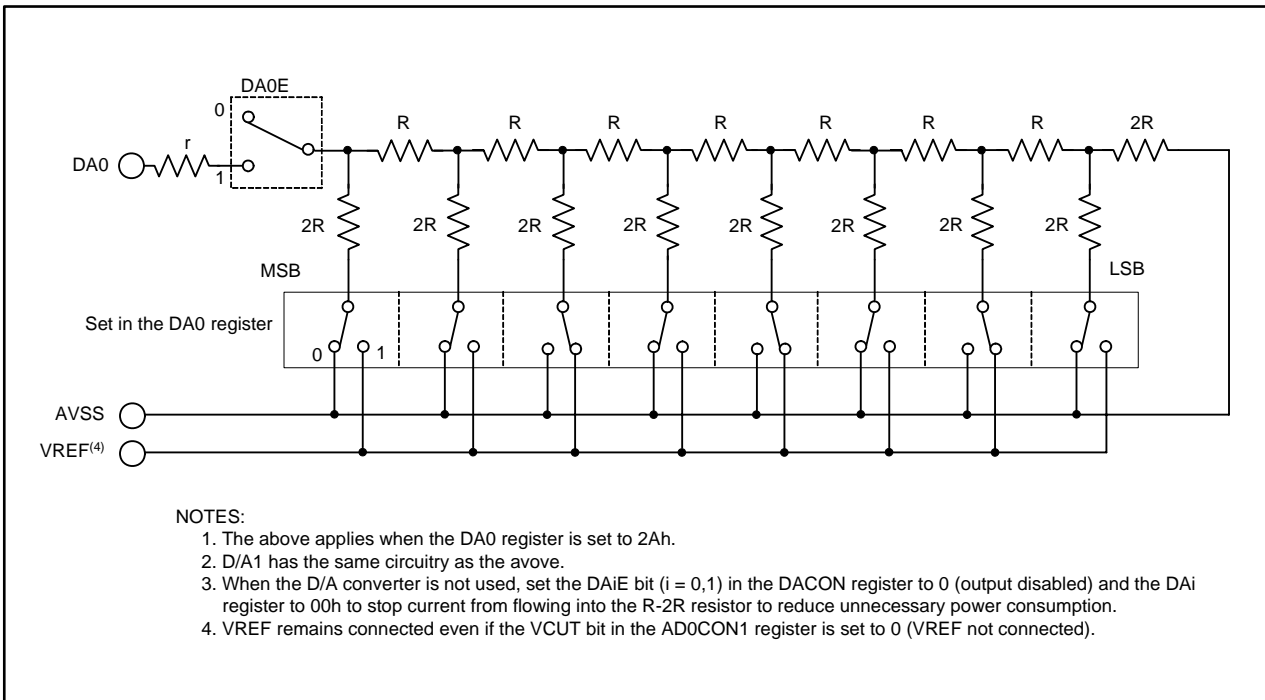 DA0E
0
r
DA0
1
R R R R R R R 2R
2R 2R 2R 2R 2R 2R 2R 2R
MSB
LSB
Set in the DA0 register
0 1
AVSS
VREF(4)
NOTES:
1. The above applies when the DA0 register is set to 2Ah.
2. D/A1 has the same circuitry as the avove.
3. When the D/A converter is not used, set the DAiE bit (i = 0,1) in the DACON register to 0 (output disabled) and the DAi
register to 00h to stop current from flowing into the R-2R resistor to reduce unnecessary power consumption.
4. VREF remains connected even if the VCUT bit in the AD0CON1 register is set to 0 (VREF not connected).